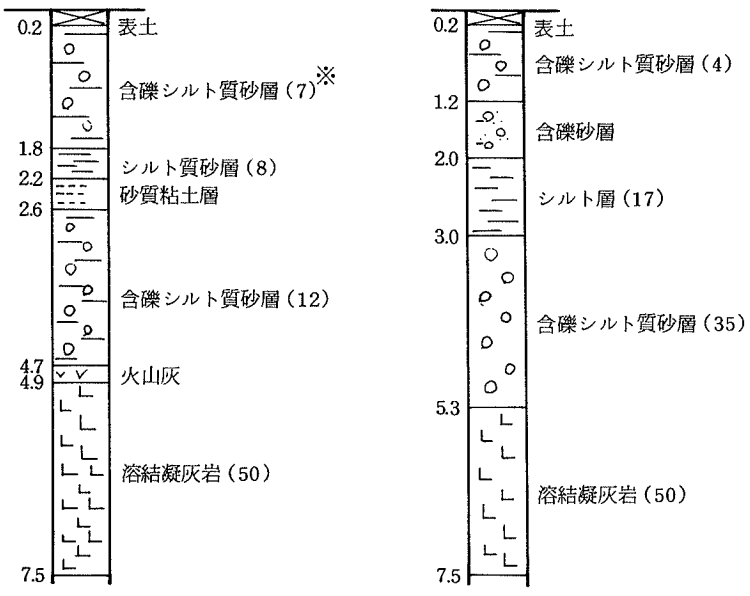 0.2
表土
含礫シルト質砂層(7)※
1.8
シルト質砂層(8)
2.2
砂質粘土層
2.6
含礫シルト質砂層(12)
4.7
火山灰
4.9
溶結凝灰岩(50)
7.5
0.2
表土
含礫シルト質砂層(4)
1.2
含礫砂層
2.0
シルト層(17)
3.0
含礫シルト質砂層(35)
5.3
溶結凝灰岩(50)
7.5